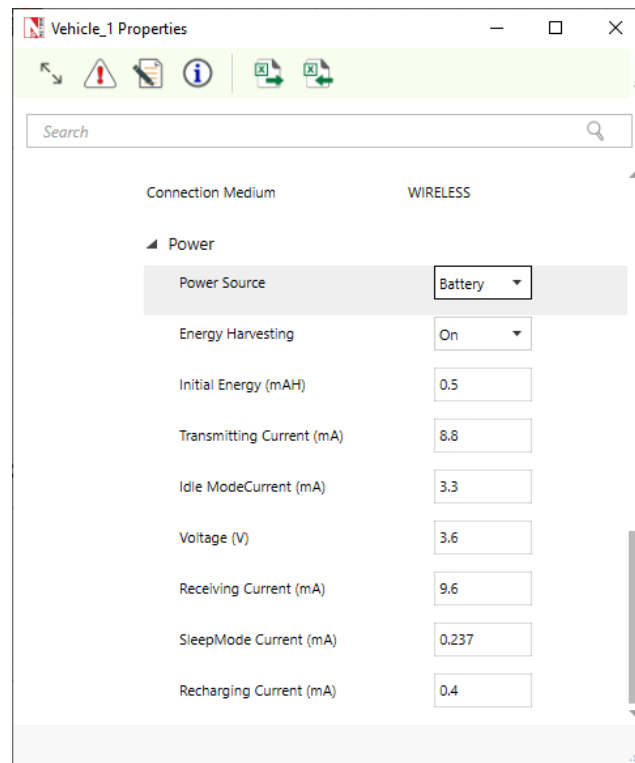 Vehicle_1 Properties
Search
Connection Medium WIRELESS
Power
Power Source Battery
Energy Harvesting On
Initial Energy (mAH) 0.5
Transmitting Current (mA) 8.8
Idle ModeCurrent (mA) 3.3
Voltage (V) 3.6
Receiving Current (mA) 9.6
SleepMode Current (mA) 0.237
Recharging Current (mA) 0.4